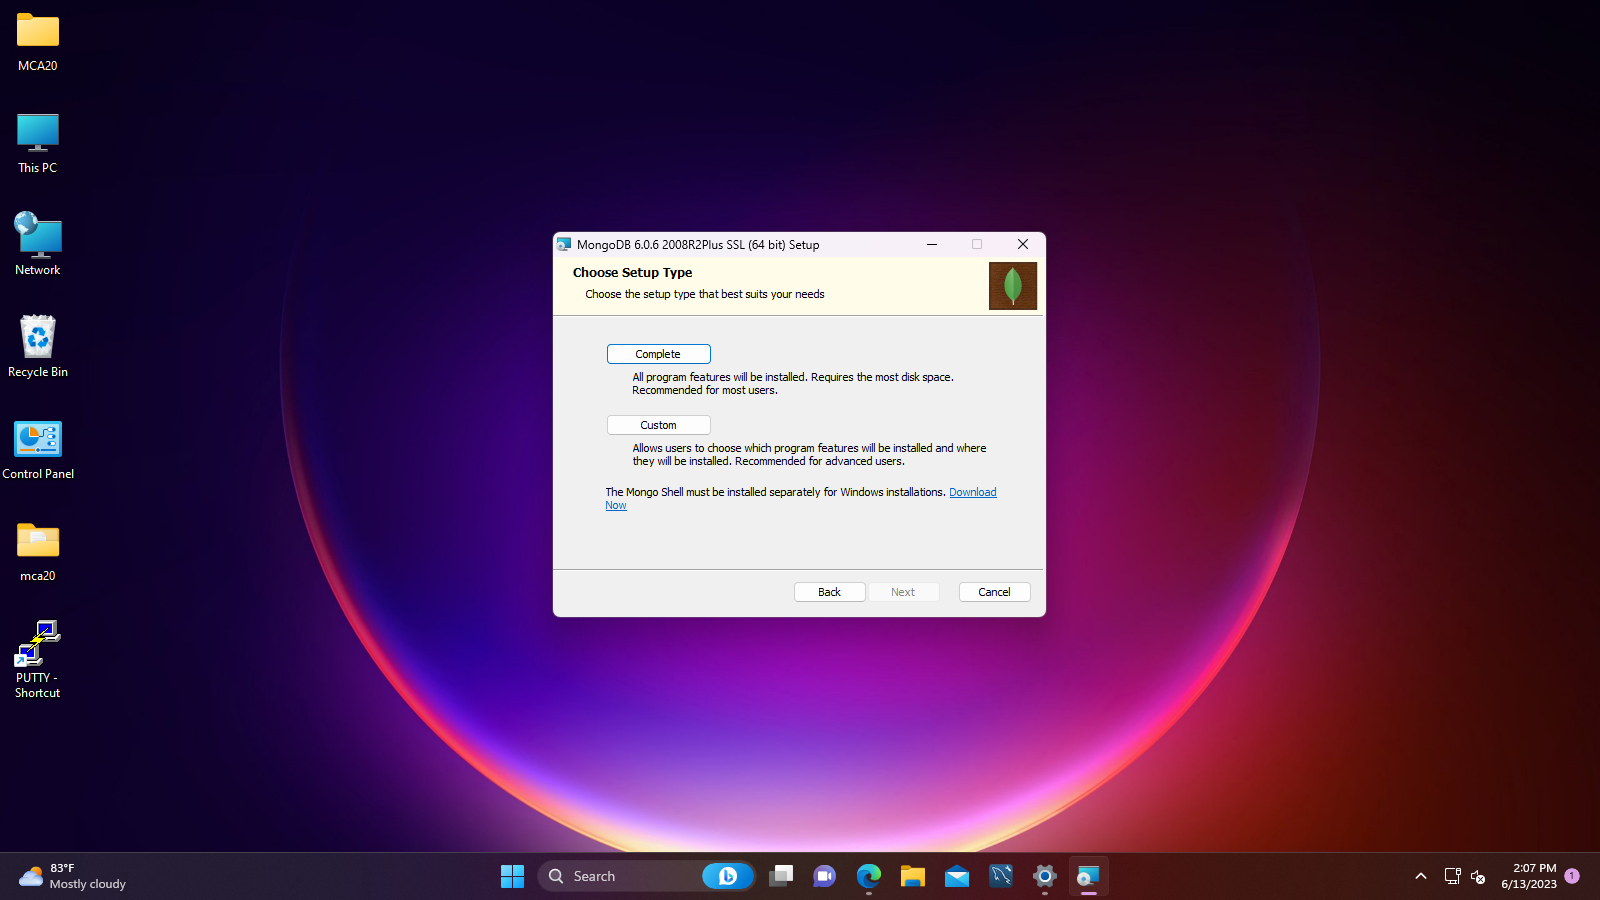 MCA20
This PC
Network
Recycle Bin
Control Panel
mca20
PUTTY -
Shortcut
MongoDB 6.0.6 2008R2Plus SSL (64 bit) Setup
Choose Setup Type
Choose the setup type that best suits your needs
Complete
All program features will be installed. Requires the most disk space.
Recommended for most users.
Custom
Allows users to choose which program features will be installed and where
they will be installed. Recommended for advanced users.
The Mongo Shell must be installed separately for Windows installations. Download
Now
Back Next Cancel
83°F
Mostly cloudy
Search
2:07 PM
6/13/2023
1